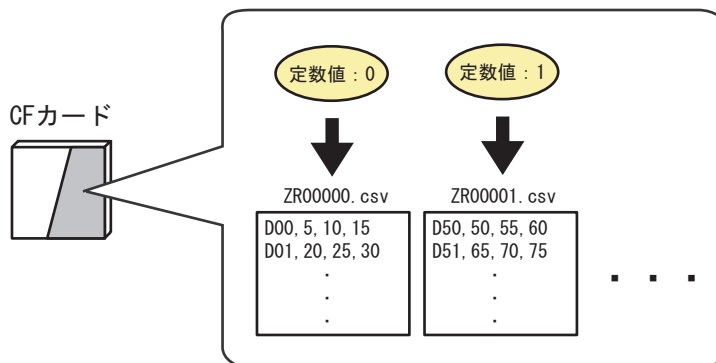 定数値:0
定数値:1
CFカード
ZR00000.csv
ZR00001.csv
D00, 5, 10, 15
D01, 20, 25, 30
D50, 50, 55, 60
D51, 65, 70, 75